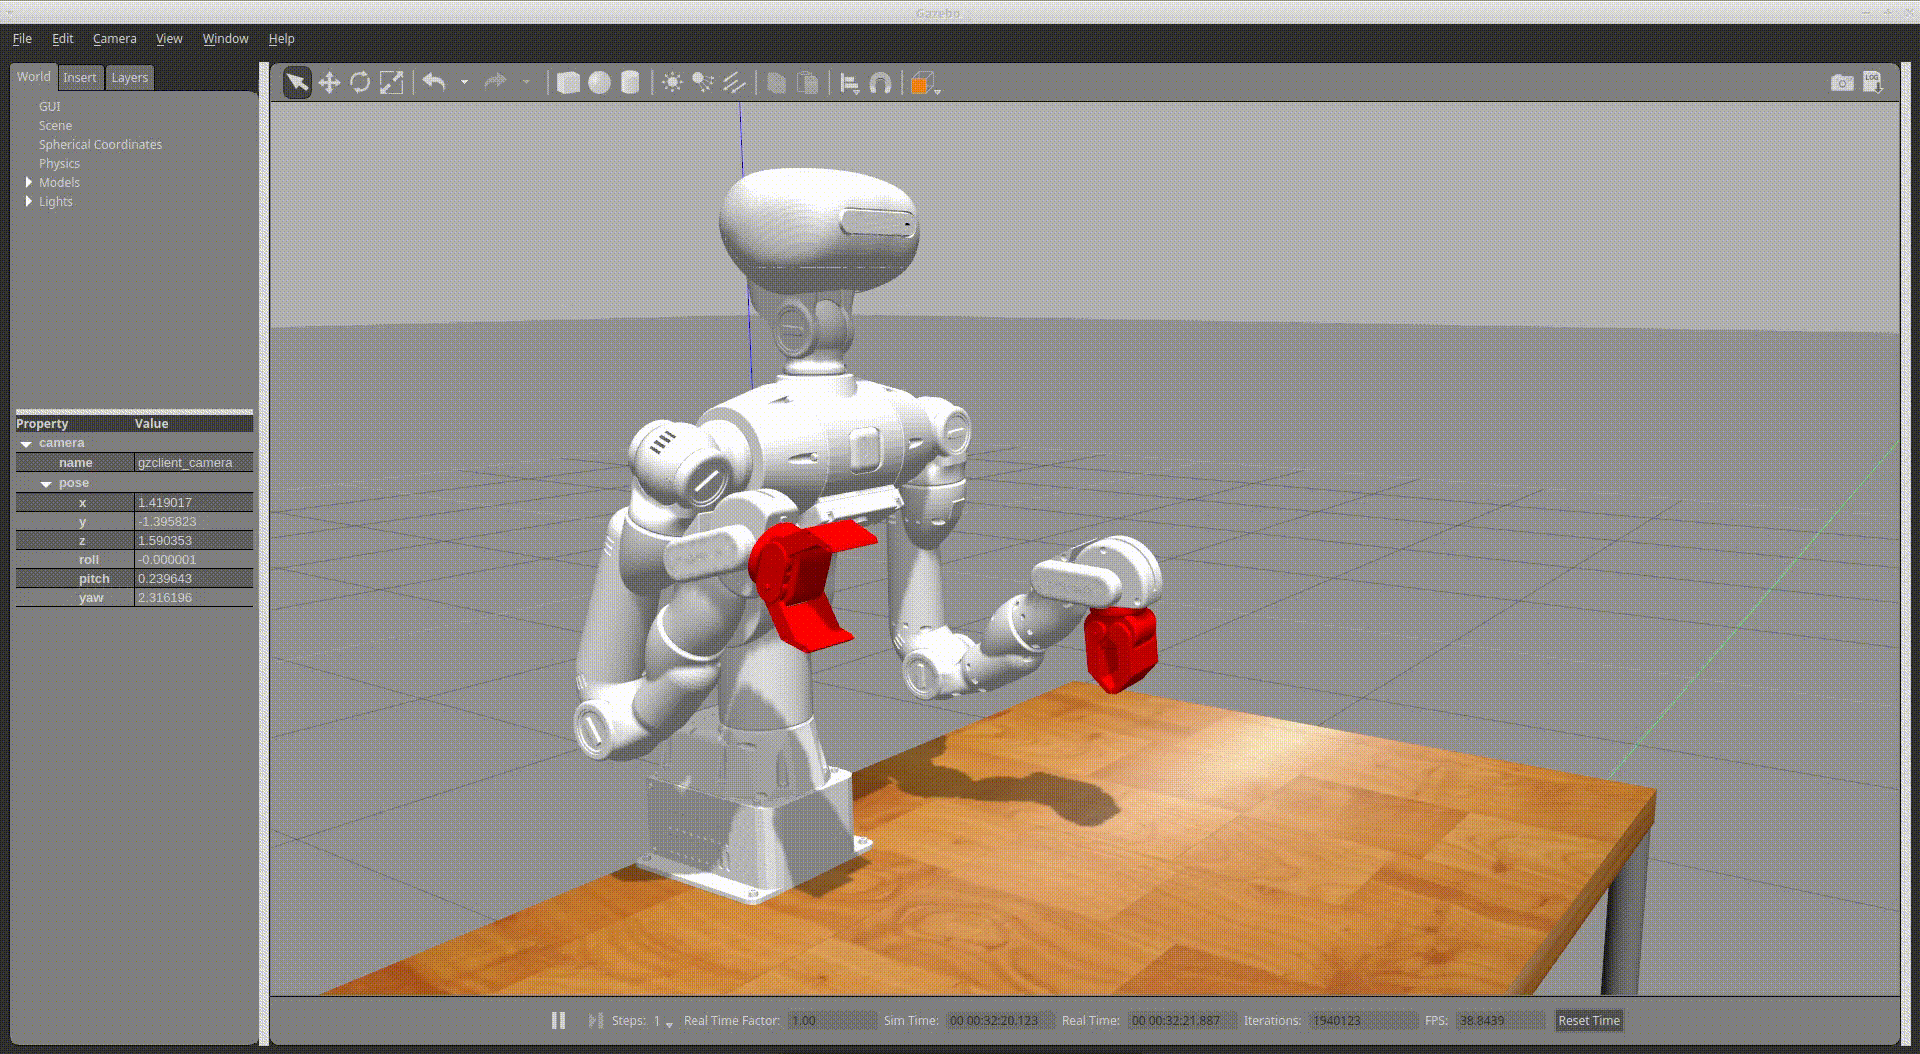 Gazebo
File Edit Camera View Window Help
World Insert Layers
GUI
Scene
Spherical Coordinates
Physics
Models
Lights
Property Value
camera
name gzclient_camera
pose
x 1.419017
y -1.395823
z 1.590353
roll -0.000001
pitch 0.239643
yaw 2.316196
LOG
Steps: 1 Real Time Factor: 1.00 Sim Time: 00 00:32:20.123 Real Time: 00 00:32:21.887 Iterations: 1940123 FPS: 38.8439 Reset Time